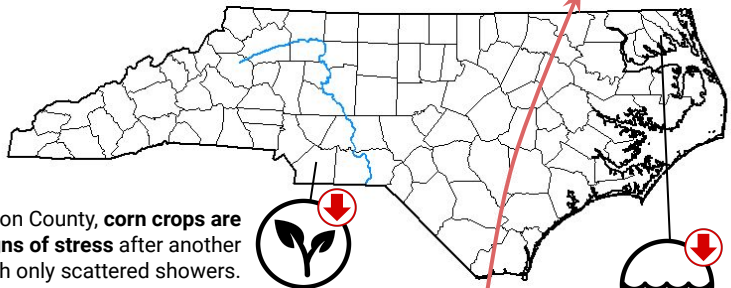 on County, corn crops are
ns of stress after another
h only scattered showers.